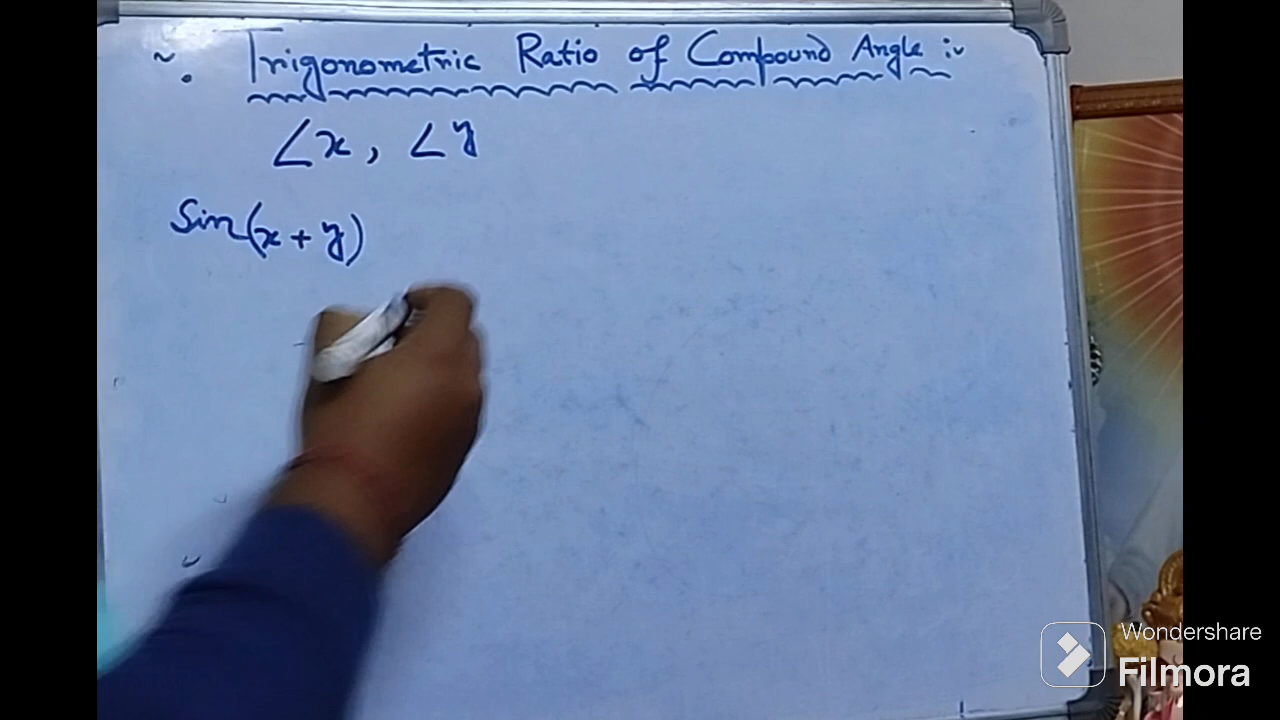 Trigonometric Ratio of Compound Angle :-
∠x, ∠y
Sin(x + y)
Wondershare
Filmora